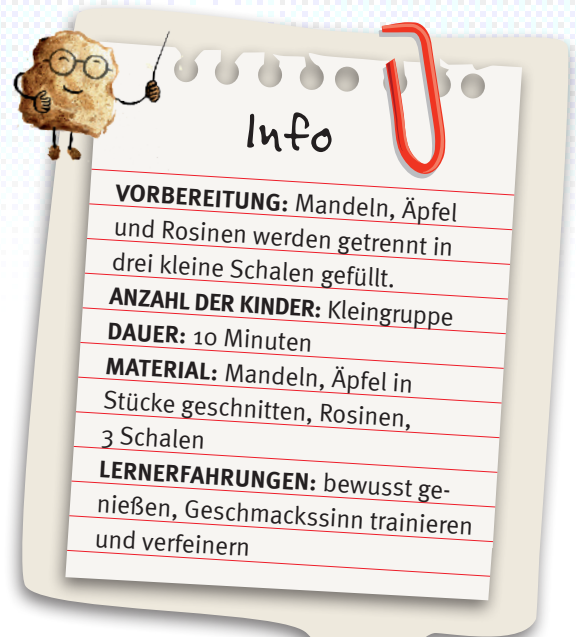 Info
VORBEREITUNG: Mandeln, Äpfel
und Rosinen werden getrennt in
drei kleine Schalen gefüllt.
ANZAHL DER KINDER: Kleingruppe
DAUER: 10 Minuten
MATERIAL: Mandeln, Äpfel in
Stücke geschnitten, Rosinen,
3 Schalen
LERNERFAHRUNGEN: bewusst ge-
nießen, Geschmackssinn trainieren
und verfeinern